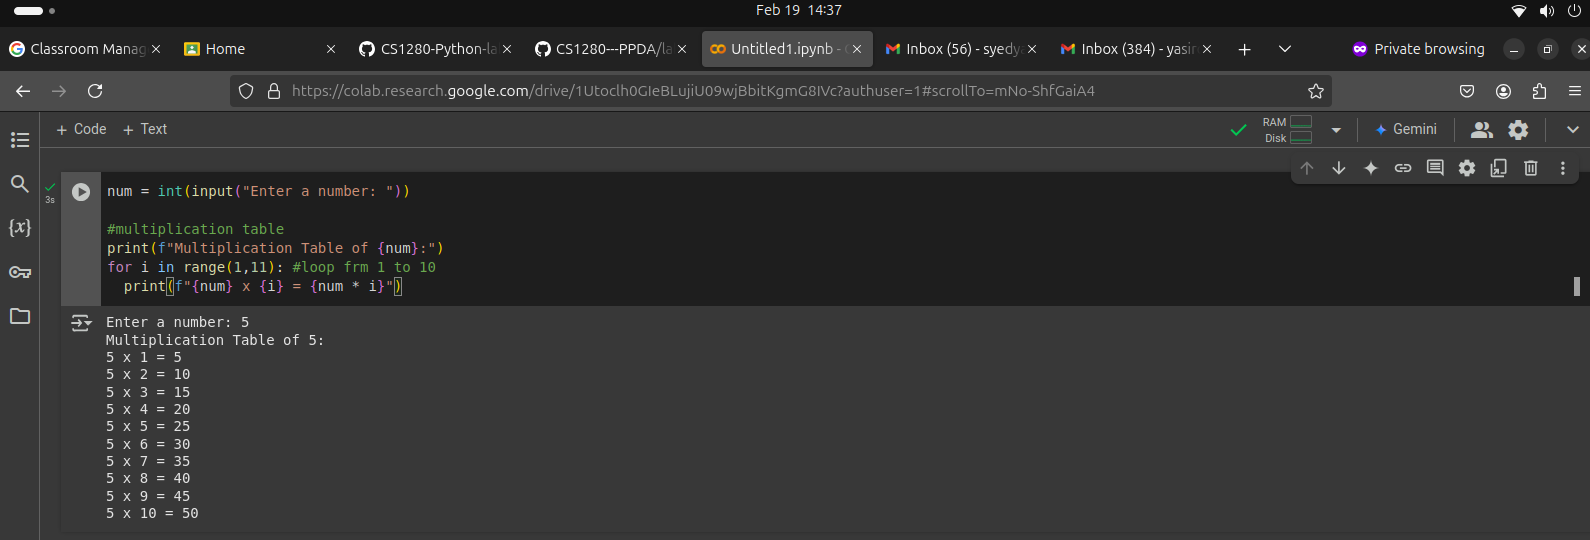 Feb 19 14:37
Classroom Manag
Home
CS1280-Python-la
CS1280---PPDA/la
Untitled1.ipynb - C
Inbox (56) - syedya
Inbox (384) - yasir
Private browsing
https://colab.research.google.com/drive/1Utoclh0GIeBLujiU09wjBbitKgmG8IVc?authuser=1#scrollTo=mNo-ShfGaiA4
+ Code + Text
RAM
Disk
Gemini
3s
num = int(input("Enter a number: "))
#multiplication table
print(f"Multiplication Table of {num}:")
for i in range(1,11): #loop frm 1 to 10
  print(f"{num} x {i} = {num * i}")
{x}
Enter a number: 5
Multiplication Table of 5:
5 x 1 = 5
5 x 2 = 10
5 x 3 = 15
5 x 4 = 20
5 x 5 = 25
5 x 6 = 30
5 x 7 = 35
5 x 8 = 40
5 x 9 = 45
5 x 10 = 50